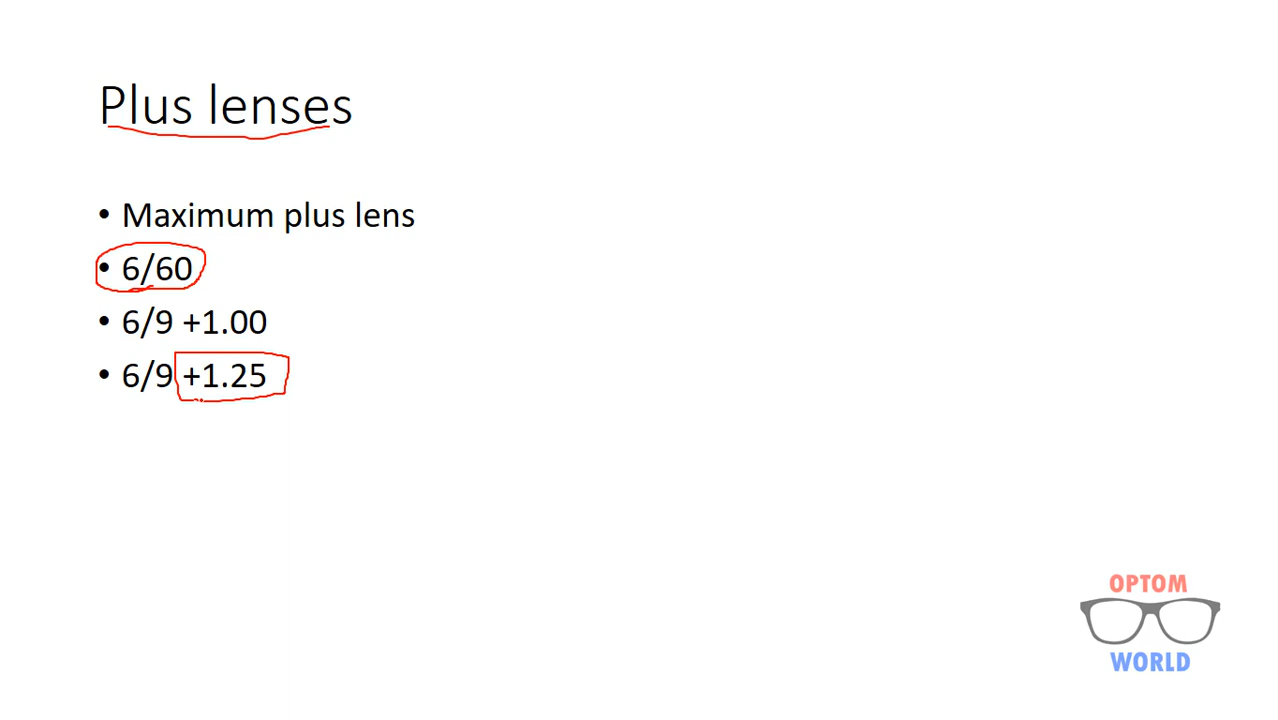 Plus lenses
• Maximum plus lens
• 6/60
• 6/9 +1.00
• 6/9 +1.25
OPTOM
WORLD